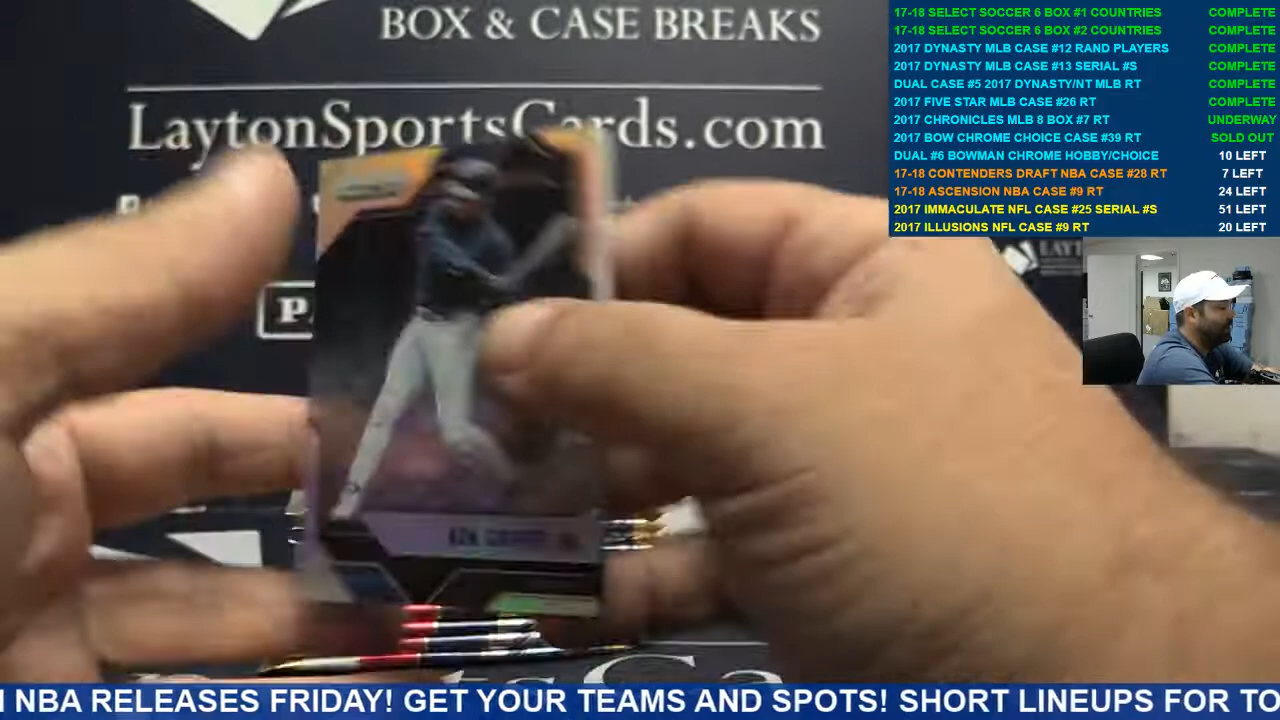 BOX & CASE BREAKS
LaytonSportsCards.com
17-18 SELECT SOCCER 6 BOX #1 COUNTRIES COMPLETE
17-18 SELECT SOCCER 6 BOX #2 COUNTRIES COMPLETE
2017 DYNASTY MLB CASE #12 RAND PLAYERS COMPLETE
2017 DYNASTY MLB CASE #13 SERIAL #S COMPLETE
DUAL CASE #5 2017 DYNASTY/NT MLB RT COMPLETE
2017 FIVE STAR MLB CASE #26 RT COMPLETE
2017 CHRONICLES MLB 8 BOX #7 RT UNDERWAY
2017 BOW CHROME CHOICE CASE #39 RT SOLD OUT
DUAL #6 BOWMAN CHROME HOBBY/CHOICE 10 LEFT
17-18 CONTENDERS DRAFT NBA CASE #28 RT 7 LEFT
17-18 ASCENSION NBA CASE #9 RT 24 LEFT
2017 IMMACULATE NFL CASE #25 SERIAL #S 51 LEFT
2017 ILLUSIONS NFL CASE #9 RT 20 LEFT
NBA RELEASES FRIDAY! GET YOUR TEAMS AND SPOTS! SHORT LINEUPS FOR TO